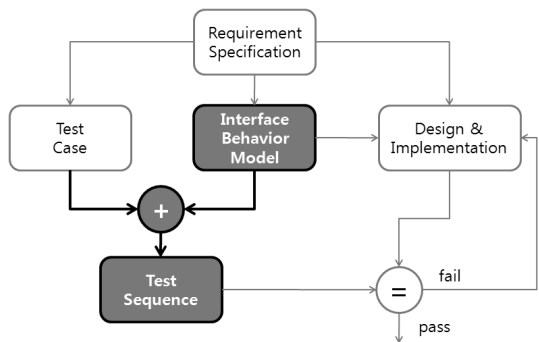 Requirement
Specification
Test
Case
Interface
Behavior
Model
Design &
Implementation
+
Test
Sequence
=
fail
pass